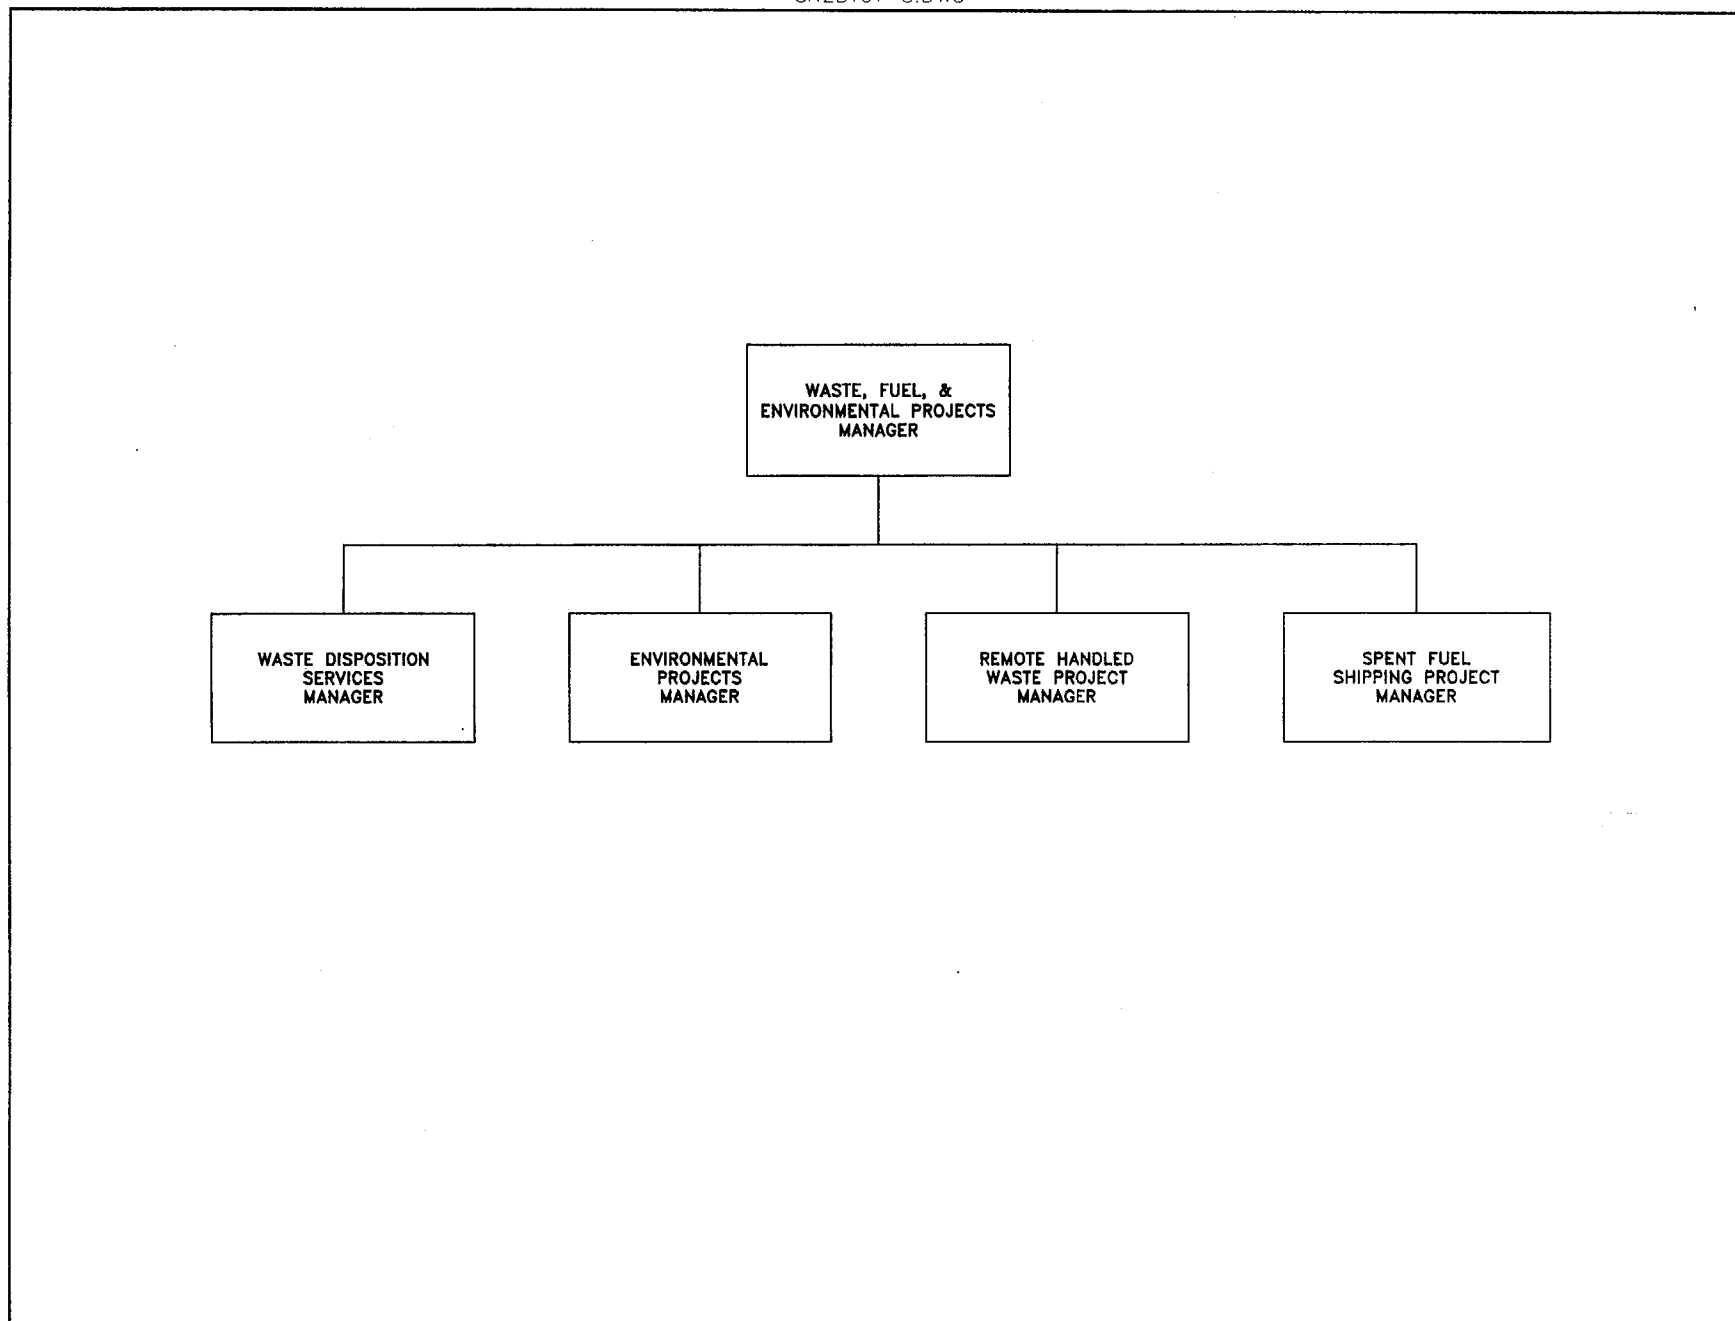 WASTE, FUEL, &
ENVIRONMENTAL PROJECTS
MANAGER
WASTE DISPOSITION
SERVICES
MANAGER
ENVIRONMENTAL
PROJECTS
MANAGER
REMOTE HANDLED
WASTE PROJECT
MANAGER
SPENT FUEL
SHIPPING PROJECT
MANAGER